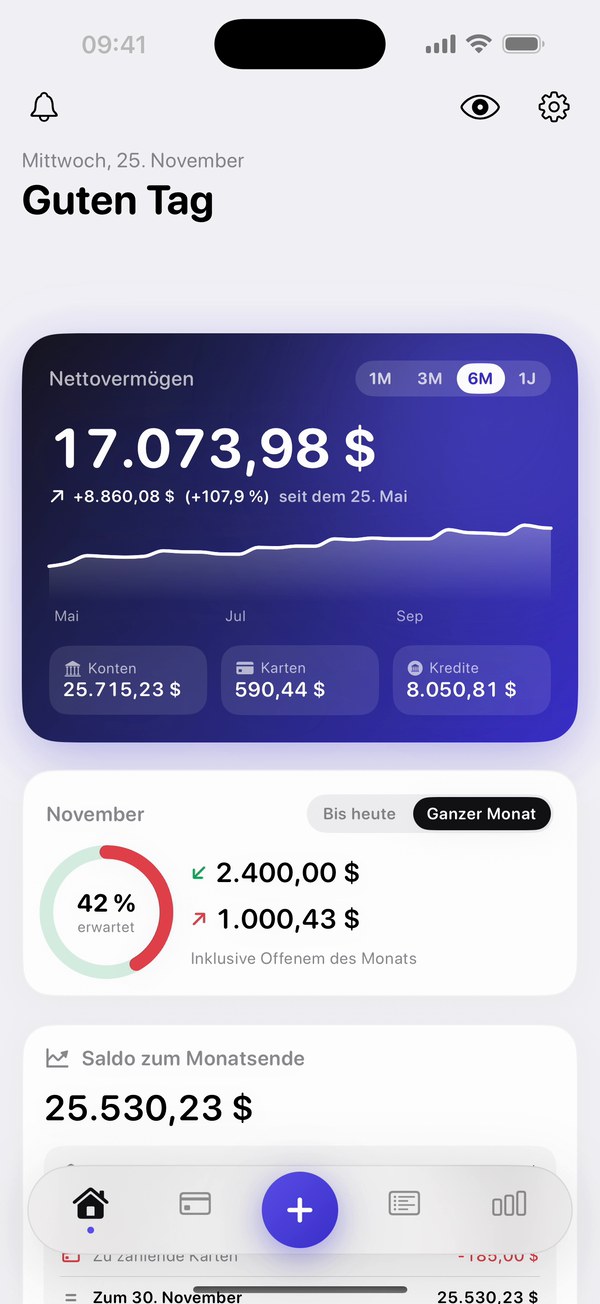 09:41
Mittwoch, 25. November
Guten Tag
Nettovermögen
1M 3M 6M 1J
17.073,98 $
+8.860,08 $ (+107,9 %) seit dem 25. Mai
Mai Jul Sep
Konten Karten Kredite
25.715,23 $ 590,44 $ 8.050,81 $
November
Bis heute Ganzer Monat
42 %
erwartet
2.400,00 $
1.000,43 $
Inklusive Offenem des Monats
Saldo zum Monatsende
25.530,23 $
Zu zahlende Karten -185,00 $
Zum 30. November 25.530,23 $